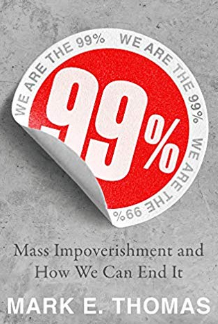 WE ARE THE 99% WE ARE THE 99% WE ARE THE 99%
99%
Mass Impoverishment and
How We Can End It
MARK E. THOMAS